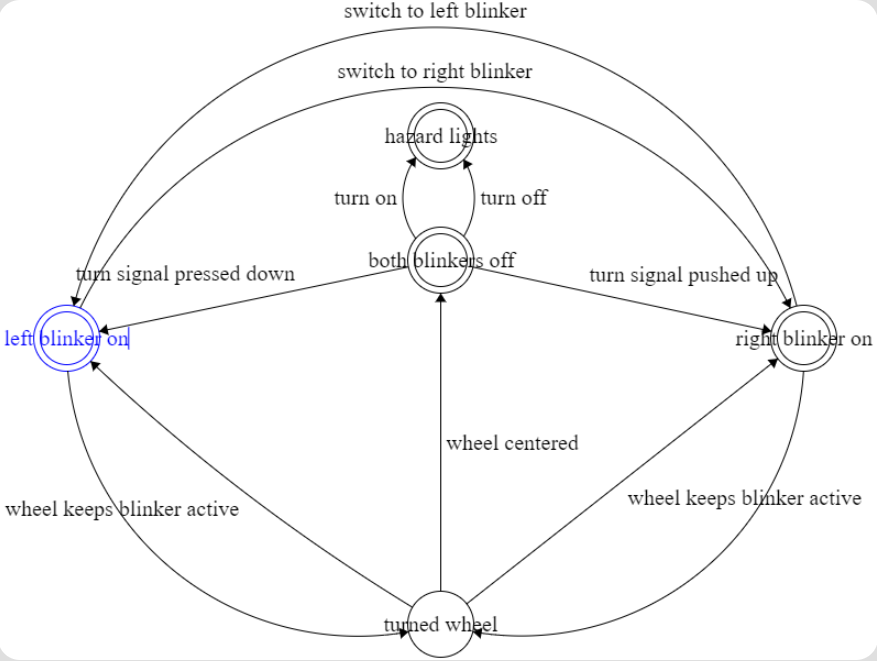 switch to left blinker
switch to right blinker
hazard lights
turn on
turn off
both blinkers off
turn signal pressed down
turn signal pushed up
left blinker on
right blinker on
wheel centered
wheel keeps blinker active
wheel keeps blinker active
turned wheel